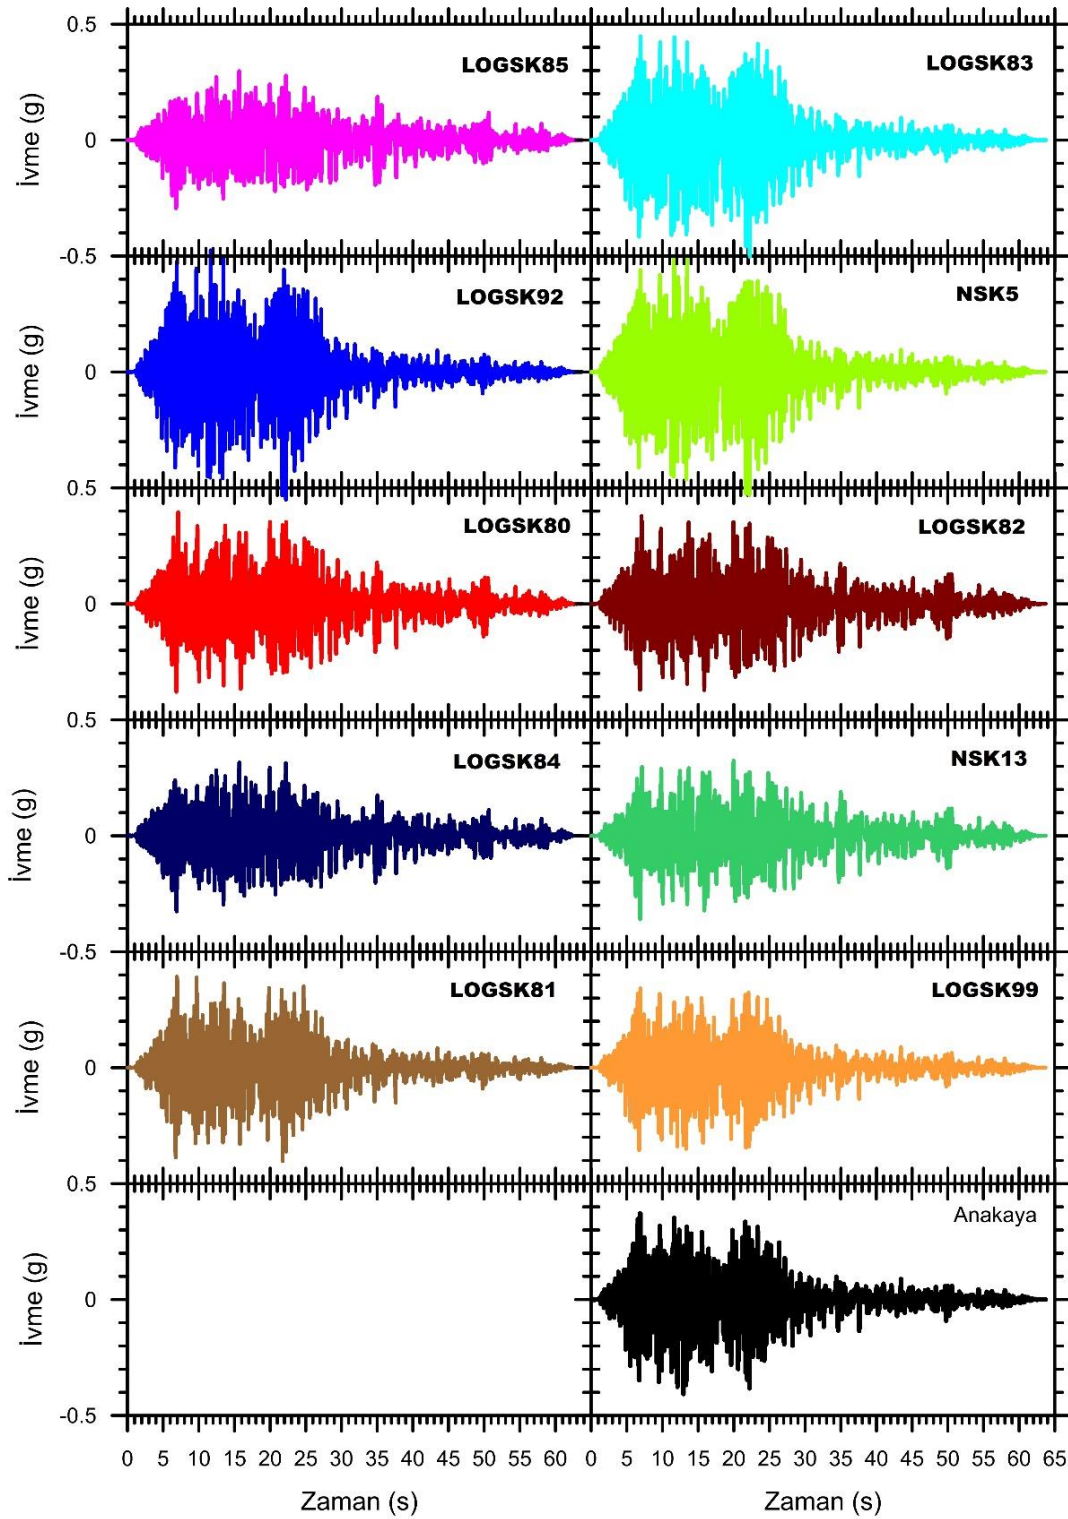 0.5
LOGSK85
LOGSK83
İvme (g)
0
-0.5
LOGSK92
NSK5
İvme (g)
0
0.5
LOGSK80
LOGSK82
İvme (g)
0
0.5
LOGSK84
NSK13
İvme (g)
0
-0.5
LOGSK81
LOGSK99
İvme (g)
0
0.5
Anakaya
İvme (g)
0
-0.5
0 5 10 15 20 25 30 35 40 45 50 55 60 0 5 10 15 20 25 30 35 40 45 50 55 60 65
Zaman (s) Zaman (s)